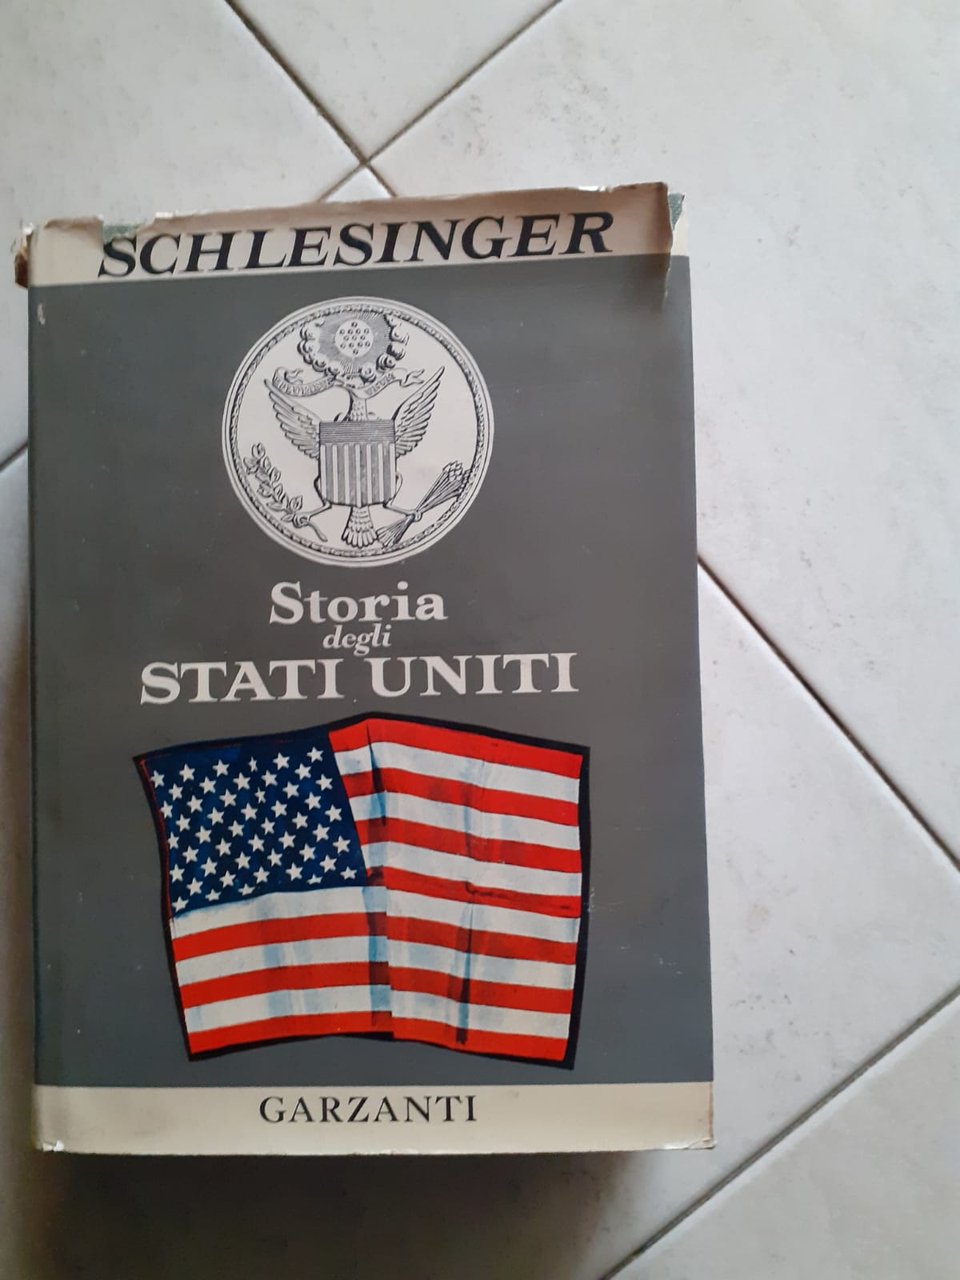 SCHLESINGER
Storia
degli
STATI UNITI
GARZANTI